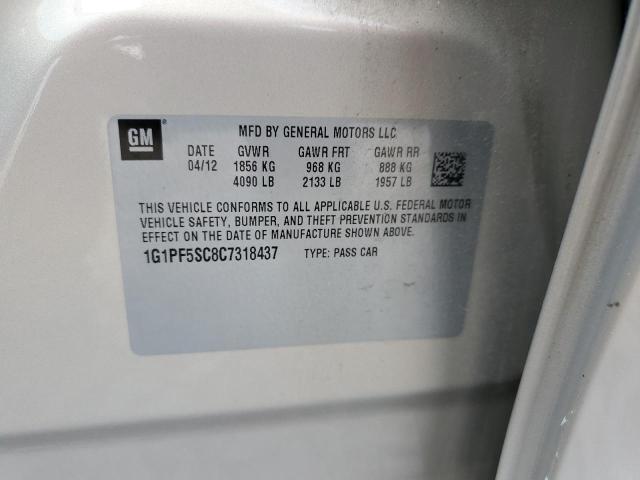 GM ®
MFD BY GENERAL MOTORS LLC
DATE GVWR GAWR FRT GAWR RR
04/12 1856 KG 968 KG 888 KG
4090 LB 2133 LB 1957 LB
THIS VEHICLE CONFORMS TO ALL APPLICABLE U.S. FEDERAL MOTOR
VEHICLE SAFETY, BUMPER, AND THEFT PREVENTION STANDARDS IN
EFFECT ON THE DATE OF MANUFACTURE SHOWN ABOVE.
1G1PF5SC8C7318437 TYPE: PASS CAR